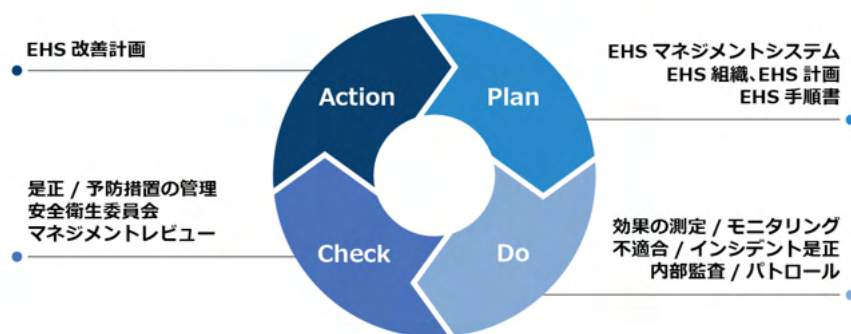 EHS 改善計画
Action
Plan
EHS マネジメントシステム
EHS 組織、EHS 計画
EHS 手順書
是正 / 予防措置の管理
安全衛生委員会
マネジメントレビュー
Check
Do
効果の測定 / モニタリング
不適合 / インシデント是正
内部監査 / パトロール